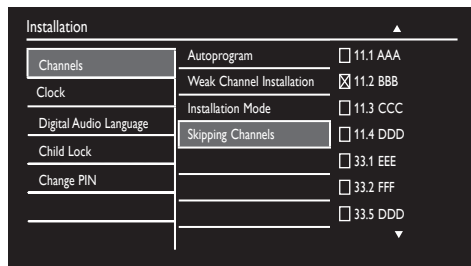 Installation
Channels
Clock
Digital Audio Language
Child Lock
Change PIN
Autoprogram
Weak Channel Installation
Installation Mode
Skipping Channels
11.1 AAA
11.2 BBB
11.3 CCC
11.4 DDD
33.1 EEE
33.2 FFF
33.5 DDD